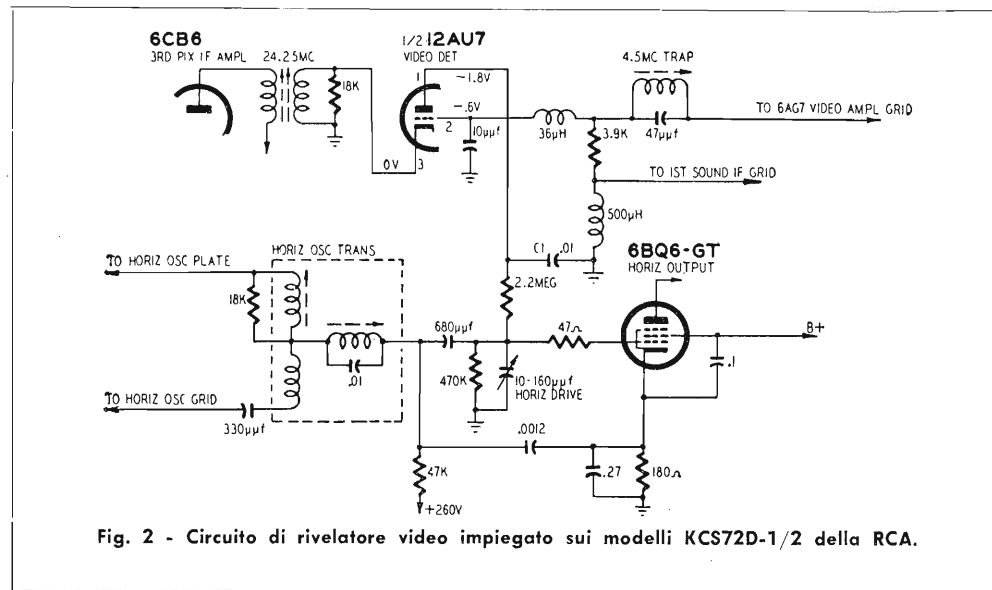 6CB6
3RD PIX IF AMPL
24.25MC
18K
1/2 12AU7
VIDEO DET
1
-1.8V
-.6V
2
10µµf
0V
3
36µH
4.5MC TRAP
47µµf
3.9K
TO 6AG7 VIDEO AMPL GRID
TO 1ST SOUND IF GRID
500µH
C1
.01
2.2MEG
6BQ6-GT
HORIZ OUTPUT
TO HORIZ OSC PLATE
HORIZ OSC TRANS
18K
.01
680µµf
47Ω
B+
.1
470K
10-160µµf
HORIZ DRIVE
TO HORIZ OSC GRID
330µµf
.0012
47K
.27
180Ω
+260V
Fig. 2 - Circuito di rivelatore video impiegato sui modelli KCS72D-1/2 della RCA.